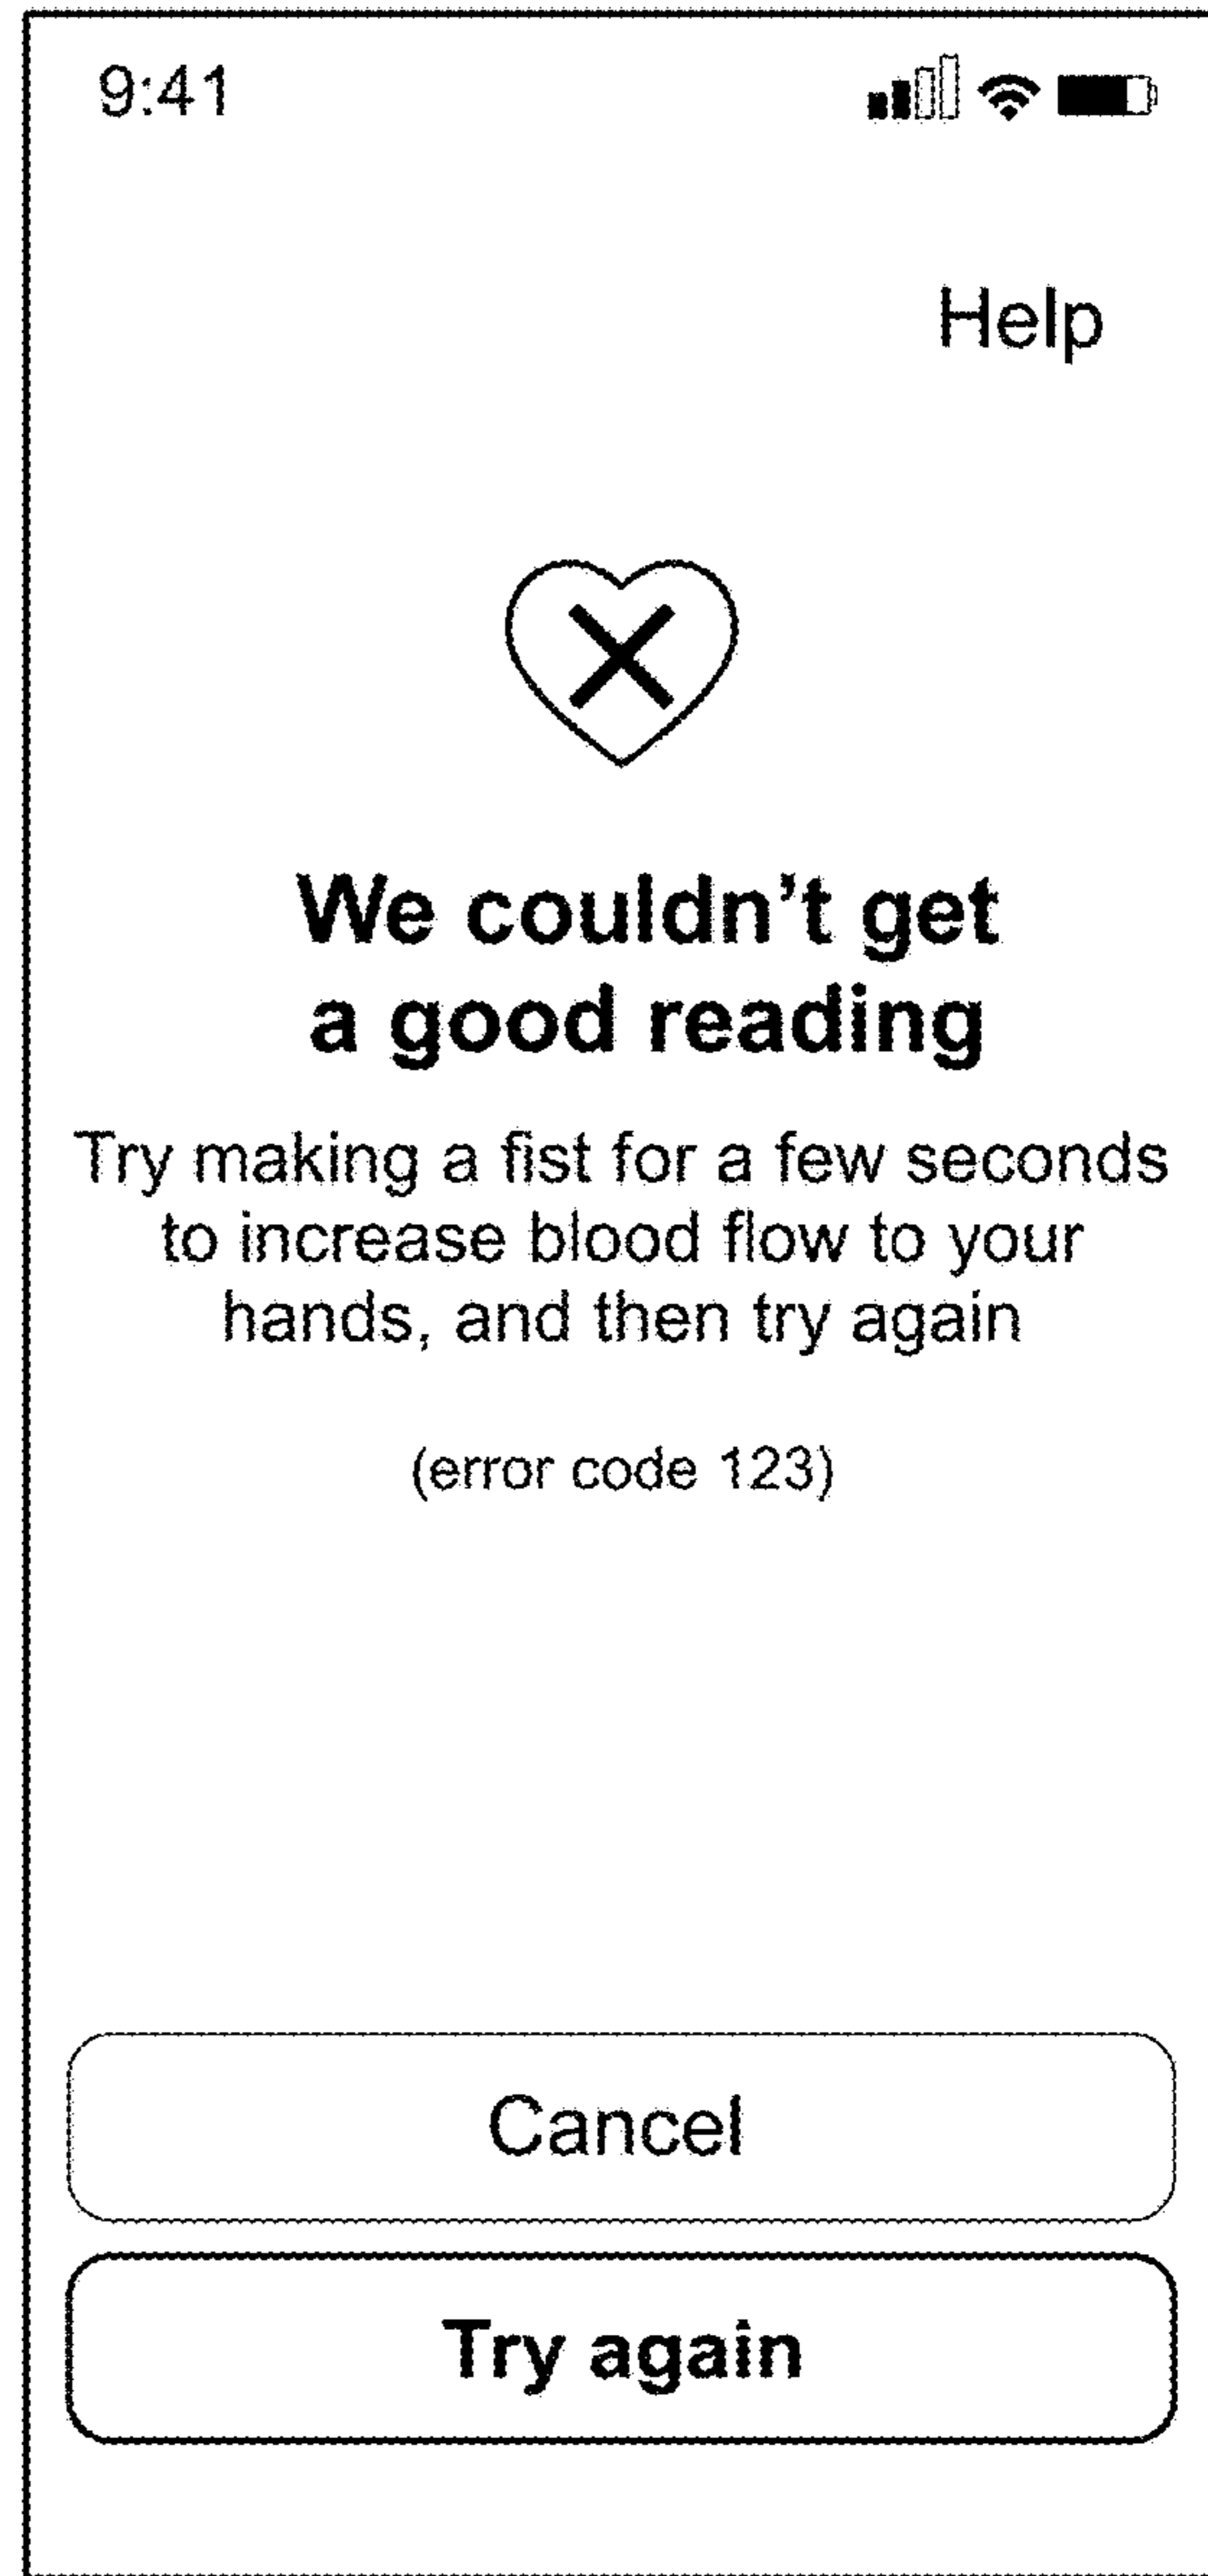 9:41
Help
We couldn’t get
a good reading
Try making a fist for a few seconds
to increase blood flow to your
hands, and then try again
(error code 123)
Cancel
Try again